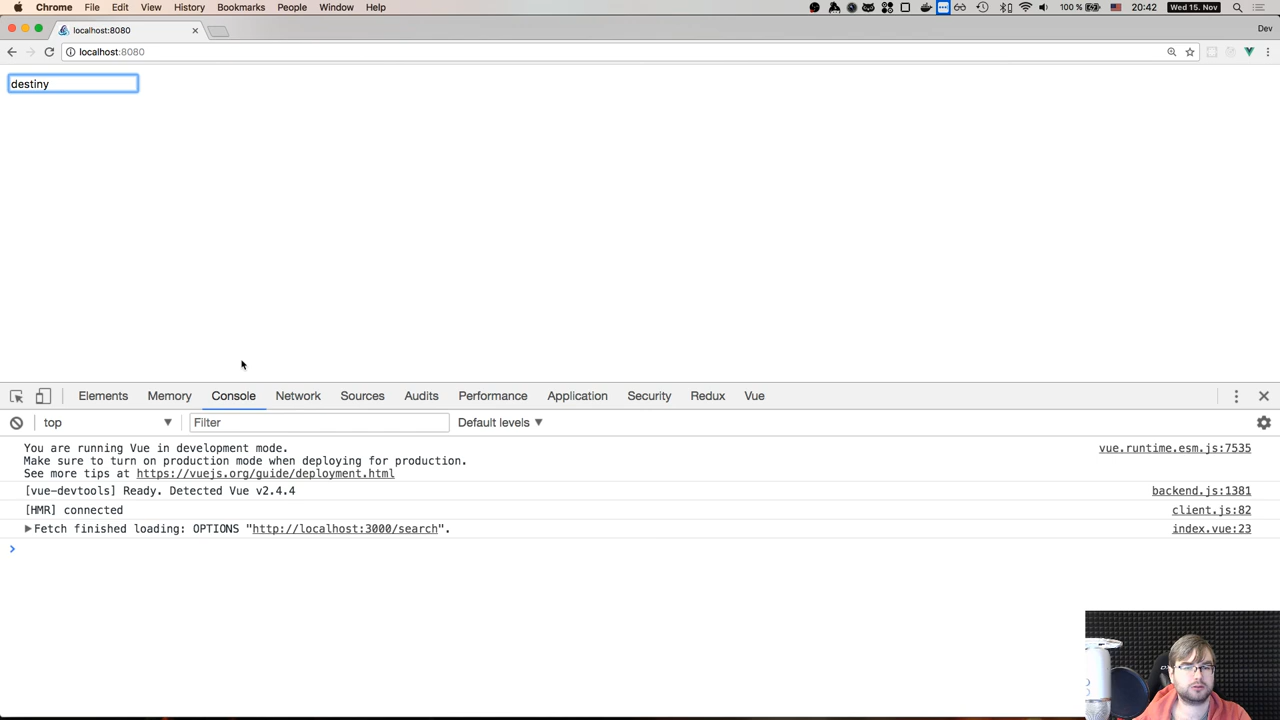 Chrome File Edit View History Bookmarks People Window Help 100 % 20:42 Wed 15. Nov
localhost:8080 Dev
localhost:8080
destiny
Elements Memory Console Network Sources Audits Performance Application Security Redux Vue
top Filter Default levels
You are running Vue in development mode. vue.runtime.esm.js:7535
Make sure to turn on production mode when deploying for production.
See more tips at https://vuejs.org/guide/deployment.html
[vue-devtools] Ready. Detected Vue v2.4.4 backend.js:1381
[HMR] connected client.js:82
Fetch finished loading: OPTIONS "http://localhost:3000/search". index.vue:23